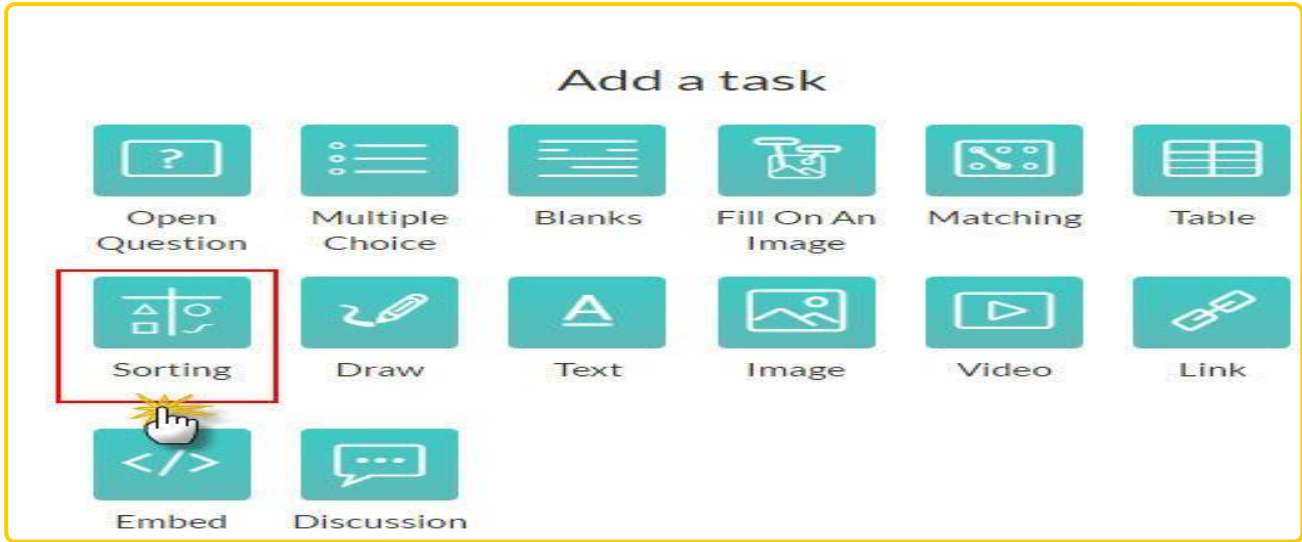 Add a task
Open Question
Multiple Choice
Blanks
Fill On An Image
Matching
Table
Sorting
Draw
Text
Image
Video
Link
Embed
Discussion